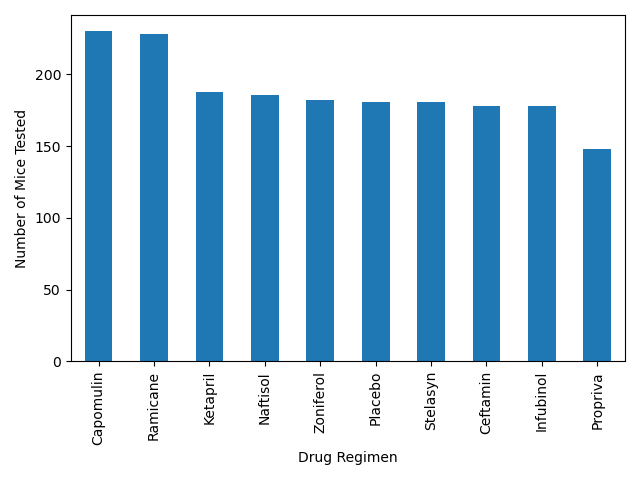 Number of Mice Tested
200
150
100
50
0
Capomulin
Ramicane
Ketapril
Naftisol
Zoniferol
Placebo
Stelasyn
Ceftamin
Infubinol
Propriva
Drug Regimen